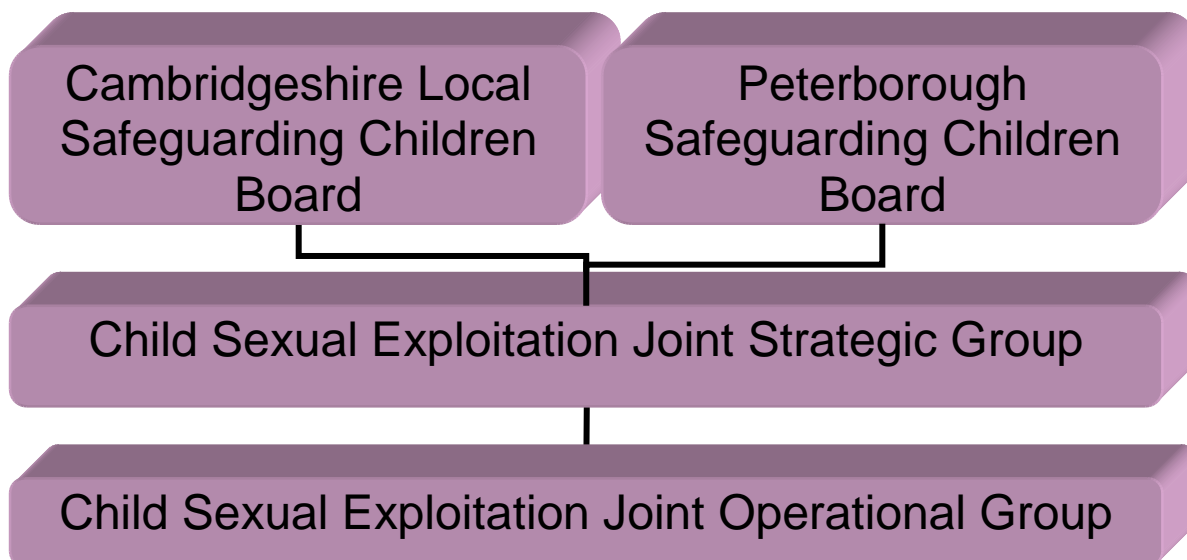 Cambridgeshire Local
Safeguarding Children
Board
Peterborough
Safeguarding Children
Board
Child Sexual Exploitation Joint Strategic Group
Child Sexual Exploitation Joint Operational Group